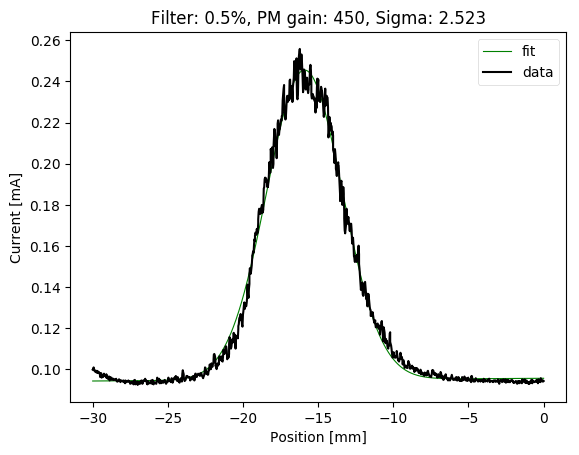 Filter: 0.5%, PM gain: 450, Sigma: 2.523
fit
data
Current [mA]
0.26
0.24
0.22
0.20
0.18
0.16
0.14
0.12
0.10
−30 −25 −20 −15 −10 −5 0
Position [mm]